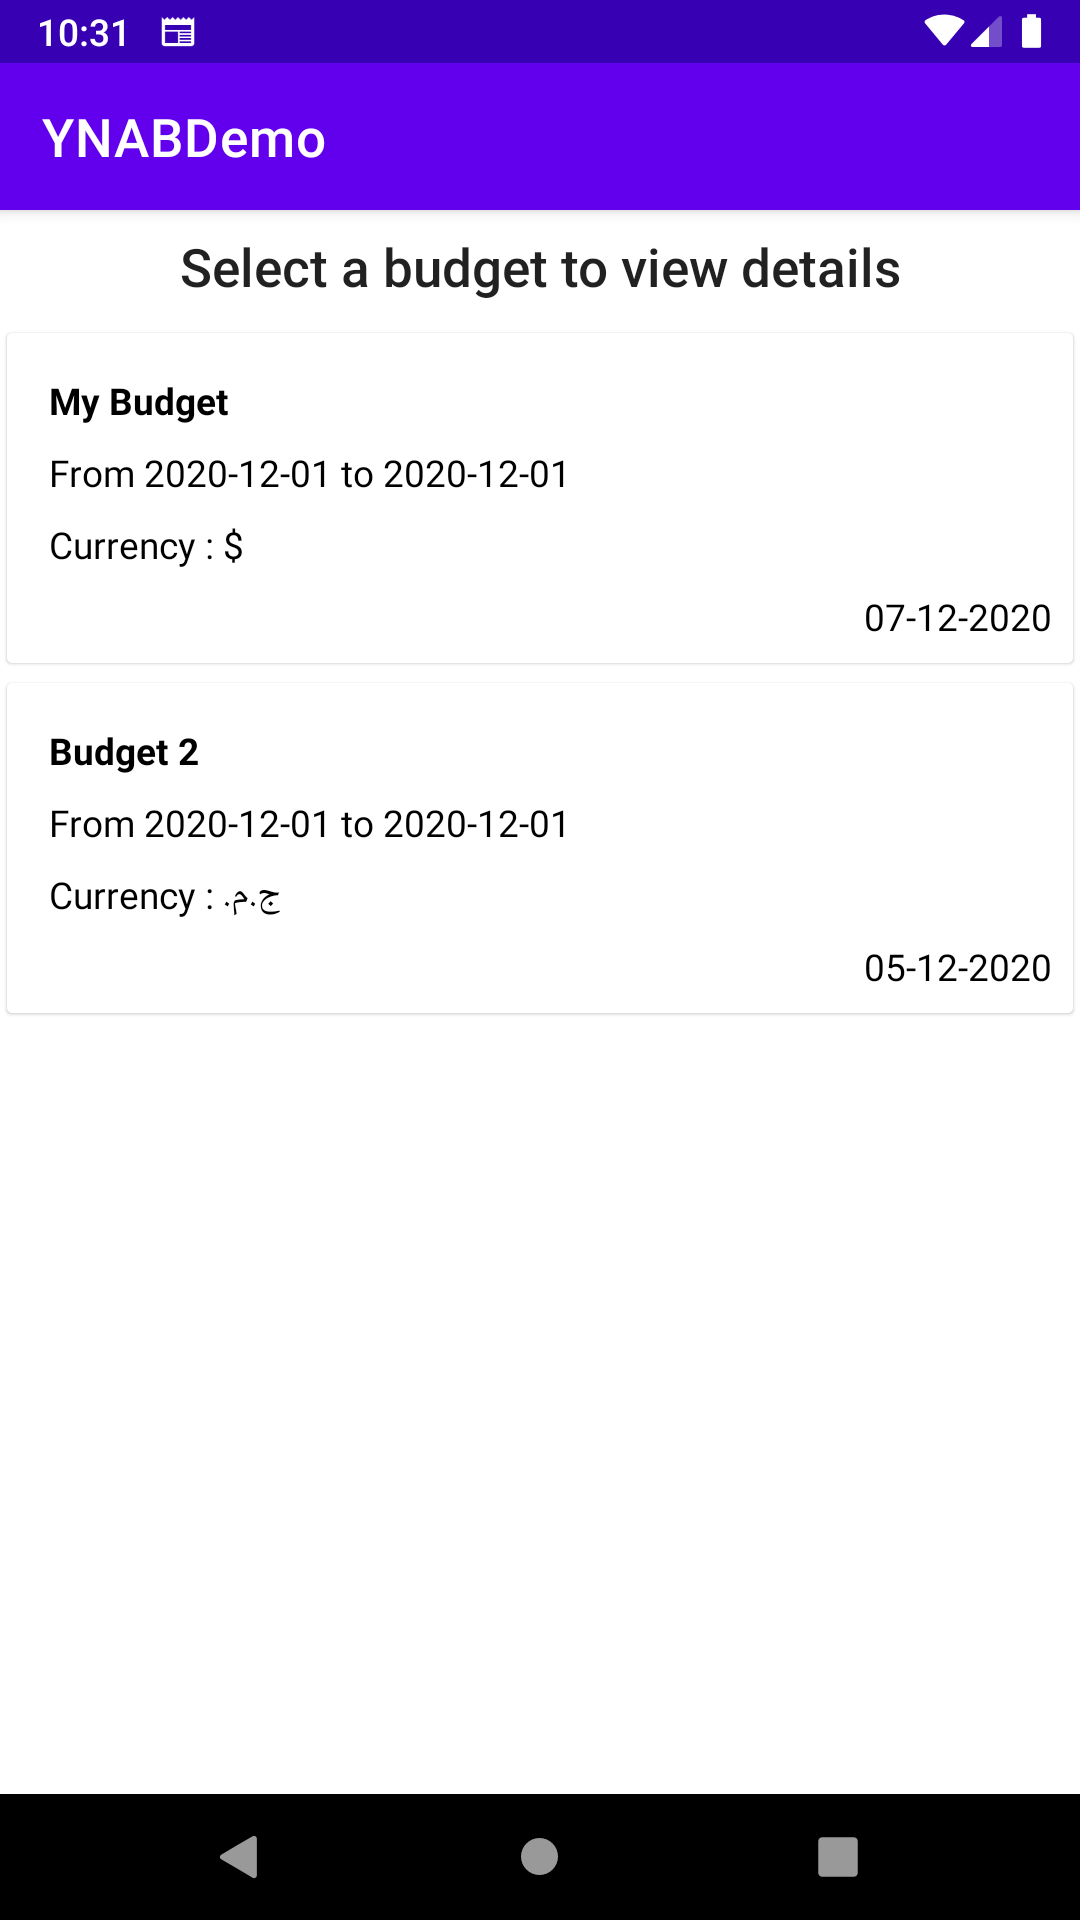 10:31
YNABDemo
Select a budget to view details
My Budget
From 2020-12-01 to 2020-12-01
Currency : $
07-12-2020
Budget 2
From 2020-12-01 to 2020-12-01
Currency : ج.م.
05-12-2020